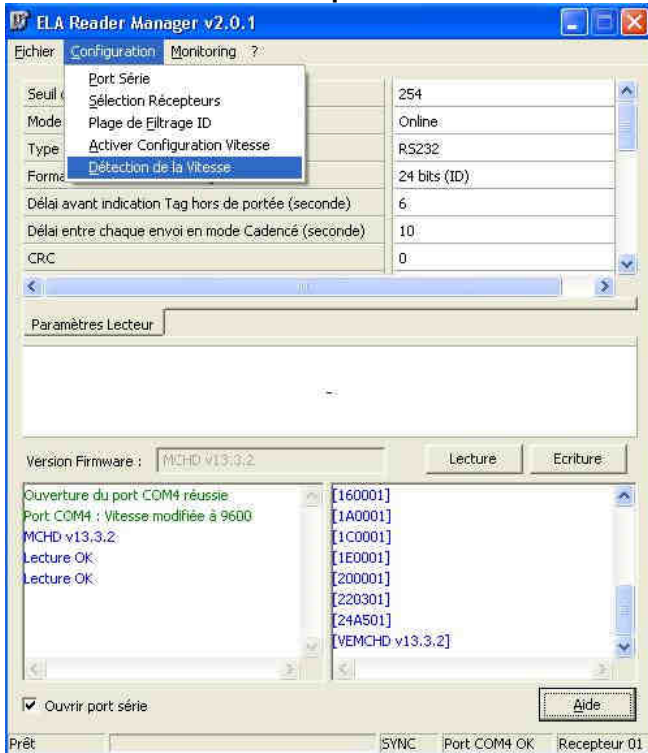 ELA Reader Manager v2.0.1
Fichier Configuration Monitoring ?
Port Série
Sélection Récepteurs
Plage de Filtrage ID
Activer Configuration Vitesse
Détection de la Vitesse
Seuil 254
Mode Online
Type RS232
24 bits (ID)
Délai avant indication Tag hors de portée (seconde) 6
Délai entre chaque envoi en mode Cadencé (seconde) 10
CRC 0
Paramètres Lecteur
-
Version Firmware : MCHD v13.3.2 Lecture Ecriture
Ouverture du port COM4 réussie
Port COM4 : Vitesse modifiée à 9600
MCHD v13.3.2
Lecture OK
Lecture OK
[160001]
[1A0001]
[1C0001]
[1E0001]
[200001]
[220301]
[24A501]
[VEMCHD v13.3.2]
Ouvrir port série Aide
Prêt SYNC Port COM4 OK Recepteur 01